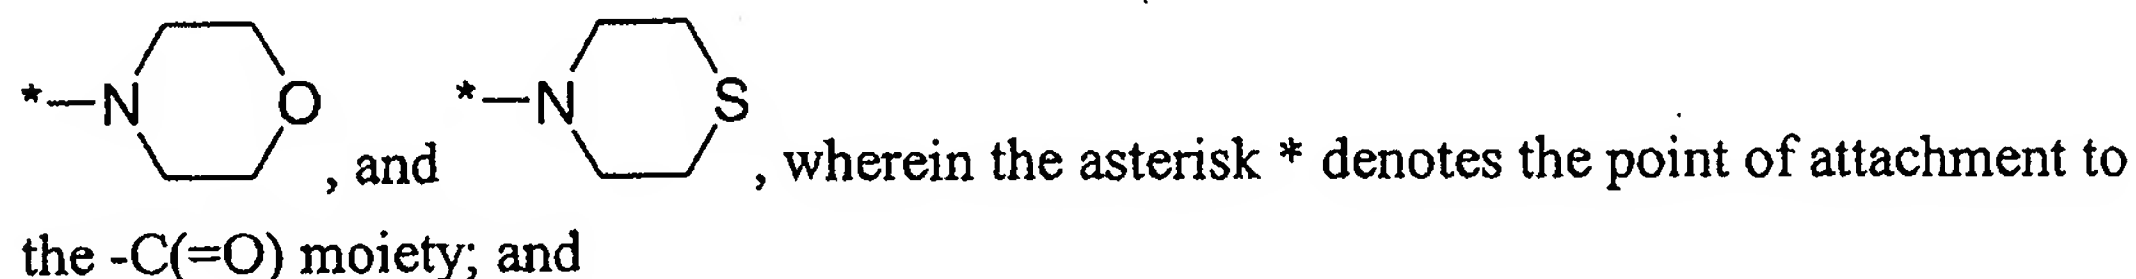 *—N O , and *—N S , wherein the asterisk * denotes the point of attachment to
the -C(=O) moiety; and